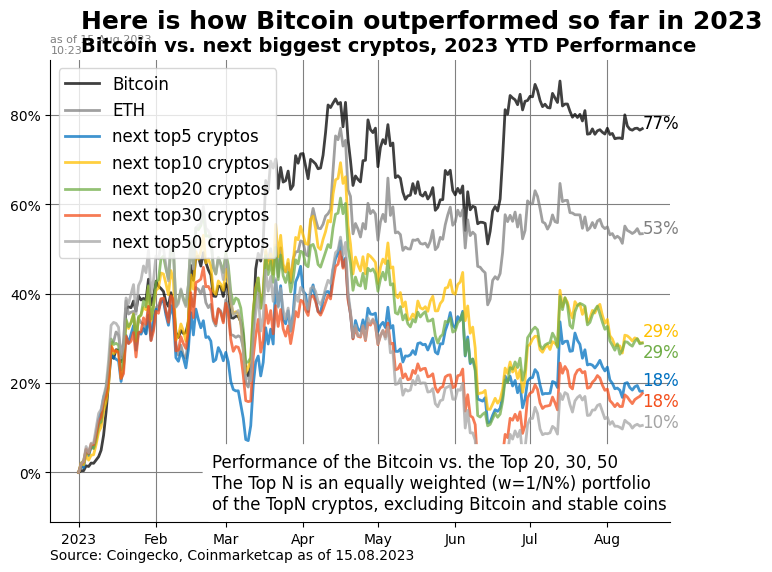 Here is how Bitcoin outperformed so far in 2023
as of 15 Aug 2023
10:23
Bitcoin vs. next biggest cryptos, 2023 YTD Performance
Bitcoin
ETH
next top5 cryptos
next top10 cryptos
next top20 cryptos
next top30 cryptos
next top50 cryptos
80%
60%
40%
20%
0%
77%
53%
29%
29%
18%
18%
10%
Performance of the Bitcoin vs. the Top 20, 30, 50
The Top N is an equally weighted (w=1/N%) portfolio
of the TopN cryptos, excluding Bitcoin and stable coins
2023 Feb Mar Apr May Jun Jul Aug
Source: Coingecko, Coinmarketcap as of 15.08.2023